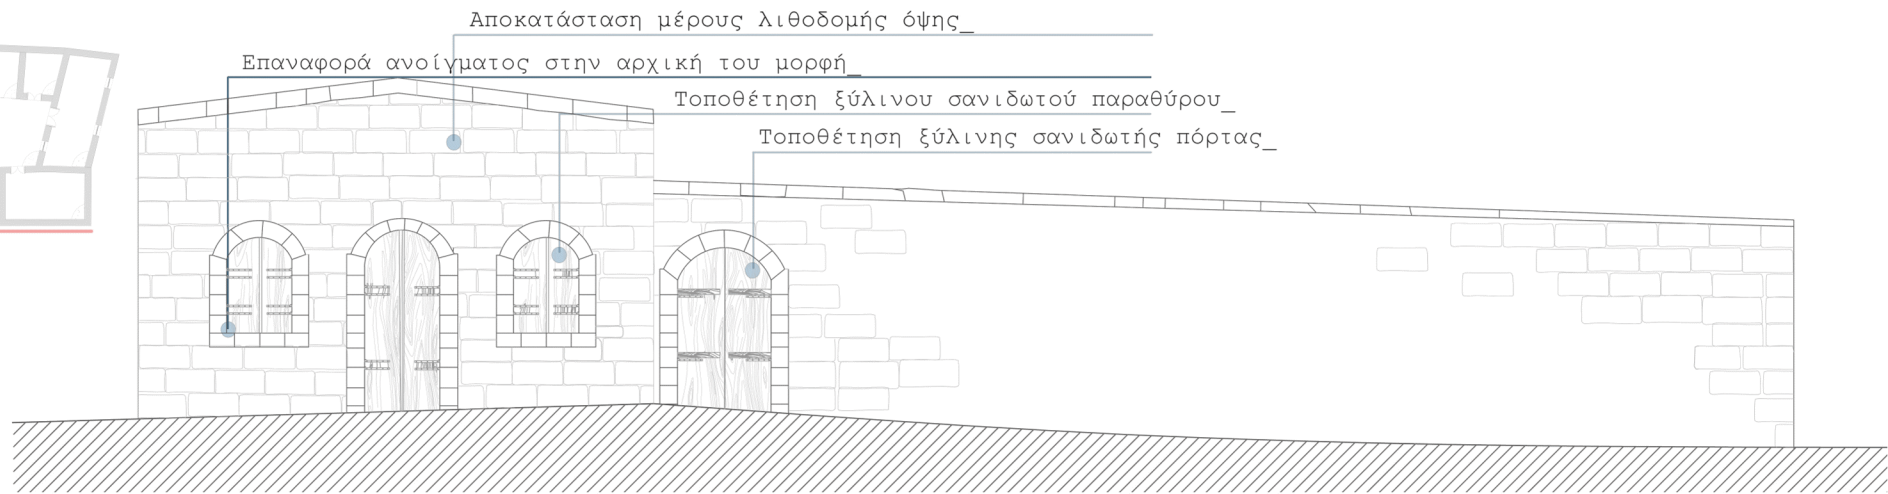 Αποκατάσταση μέρους λιθοδομής όψης_
Επαναφορά ανοίγματος στην αρχική του μορφή_
Τοποθέτηση ξύλινου σανιδωτού παραθύρου_
Τοποθέτηση ξύλινης σανιδωτής πόρτας_